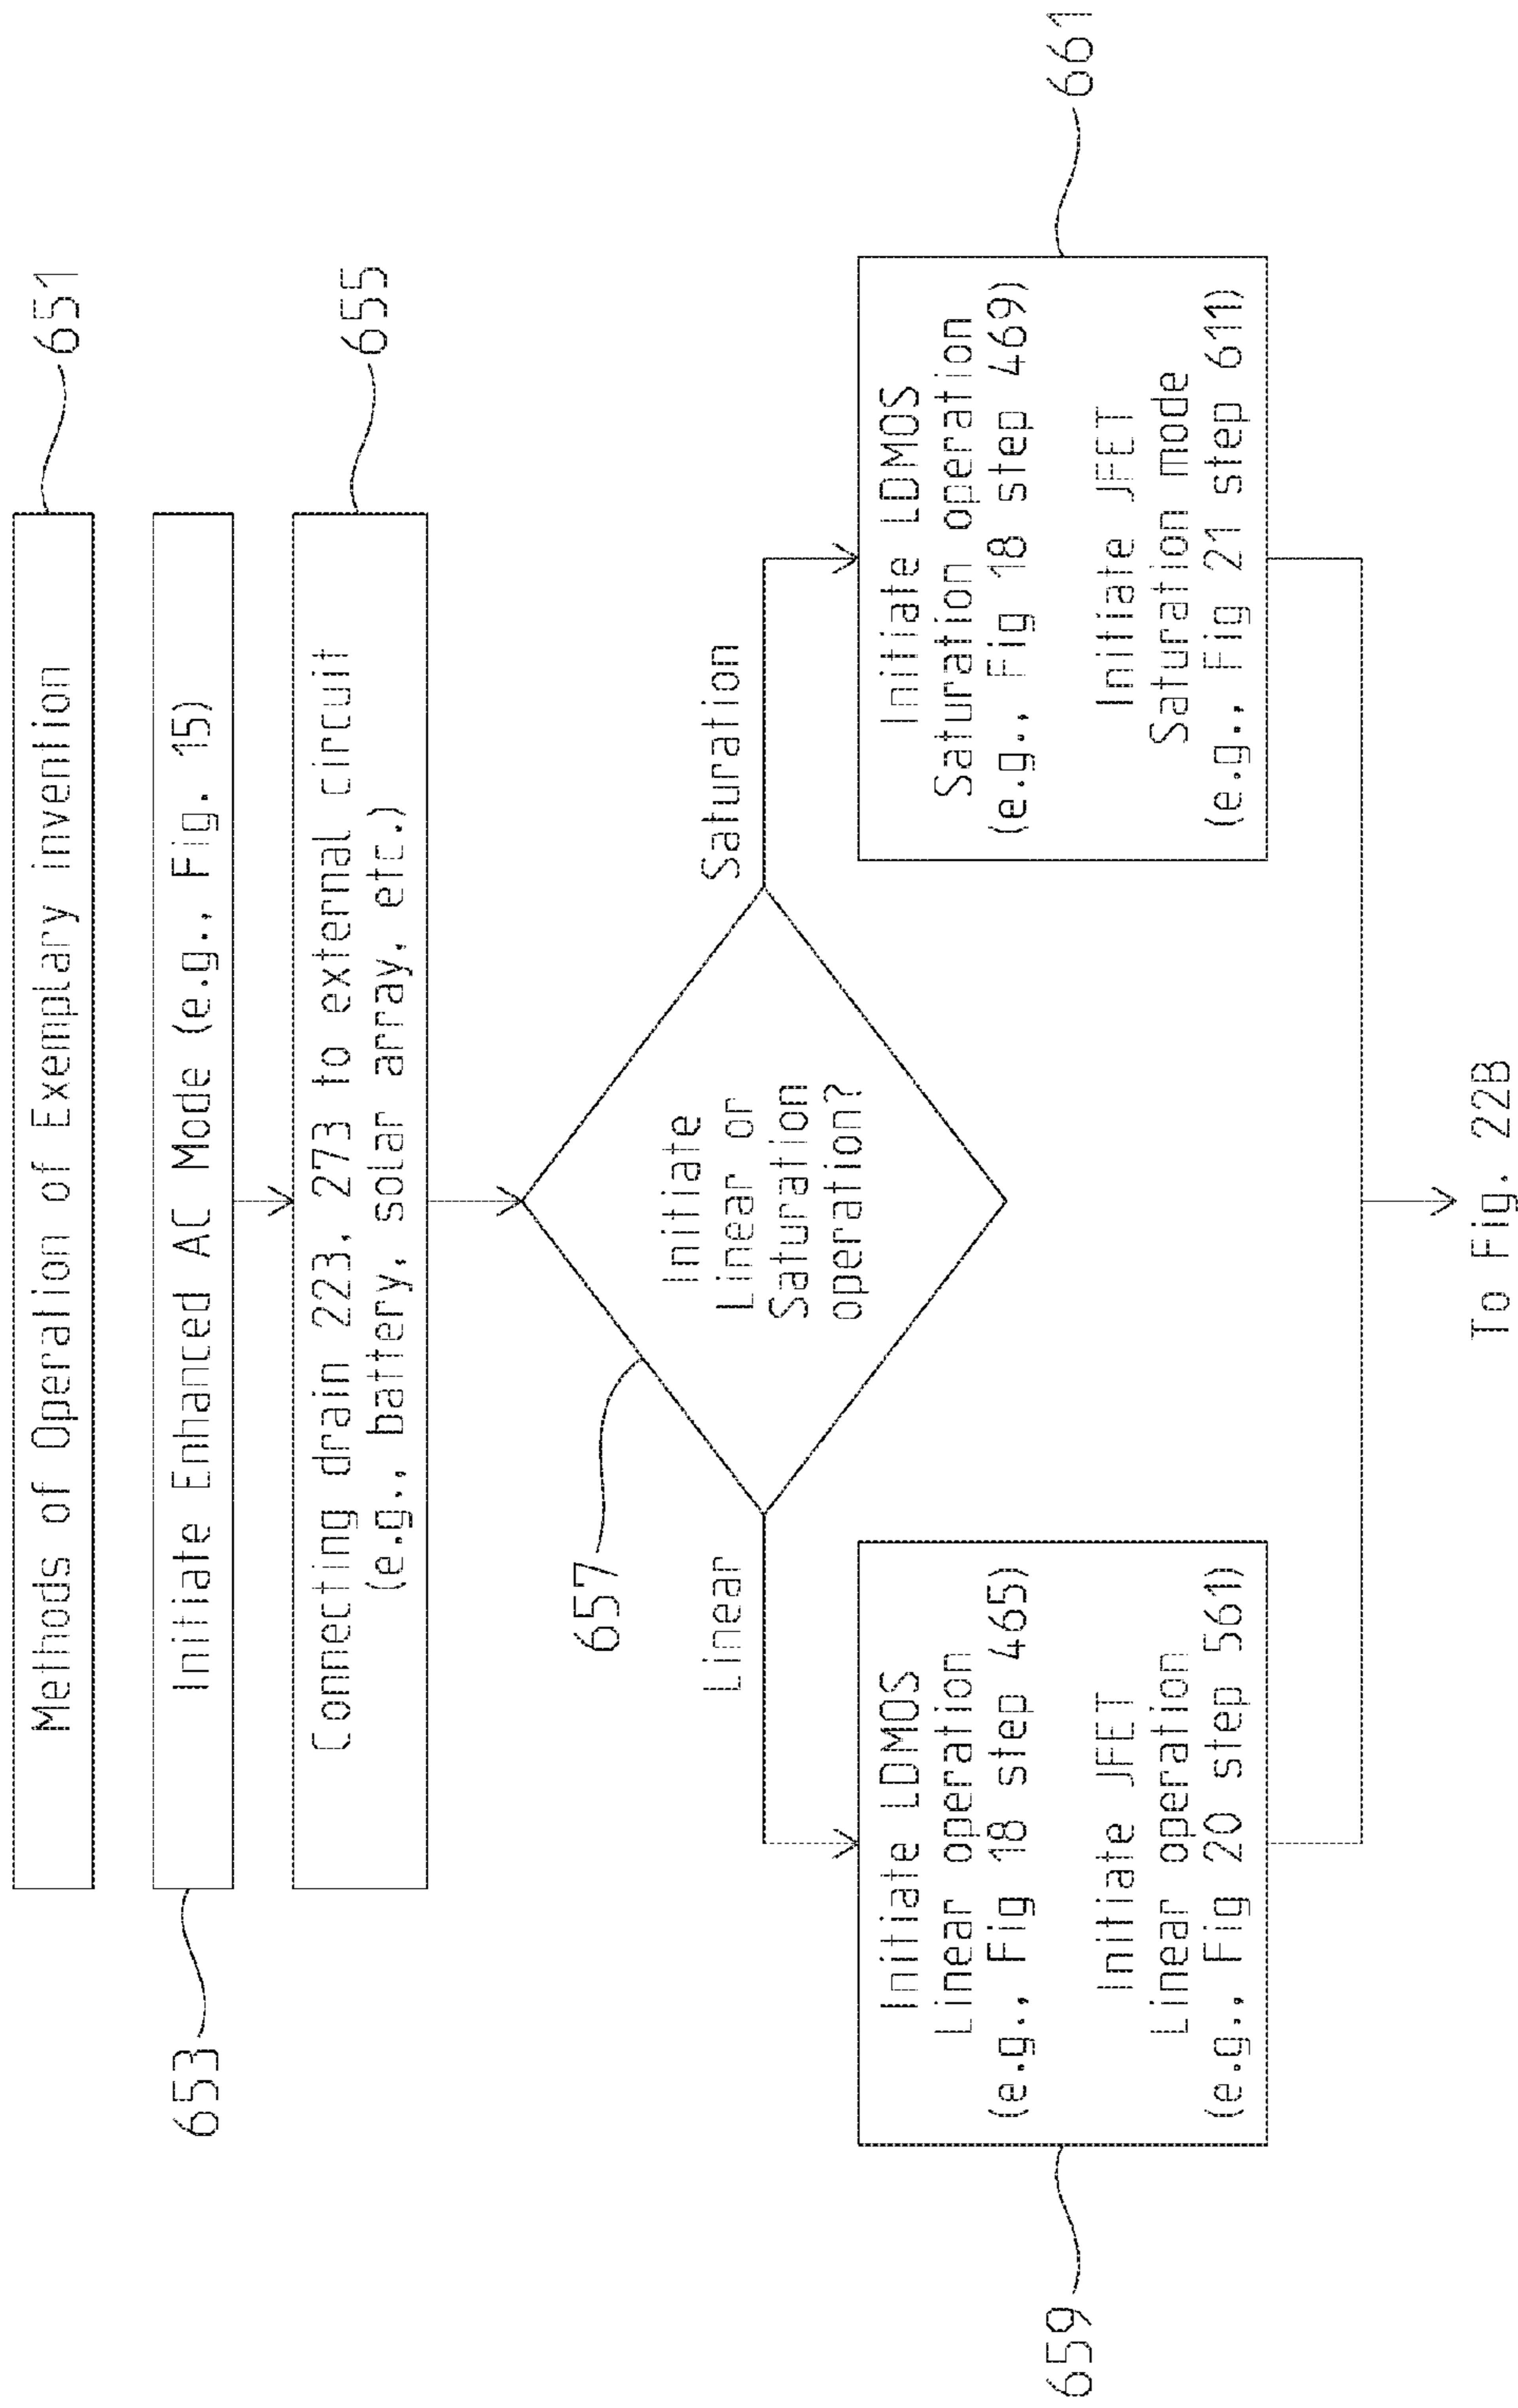 Methods of Operation of Exemplary invention
651
653
Initiate Enhanced AC Mode (e.g., Fig. 15)
Connecting drain 223, 273 to external circuit
(e.g., battery, solar array, etc.)
655
657
Initiate
Linear or
Saturation
operation?
Linear
Saturation
Initiate LDMOS
Linear operation
(e.g., Fig 18 step 465)
Initiate JFET
Linear operation
(e.g., Fig 20 step 561)
659
Initiate LDMOS
Saturation operation
(e.g., Fig 18 step 469)
Initiate JFET
Saturation mode
(e.g., Fig 21 step 611)
661
To Fig. 22B